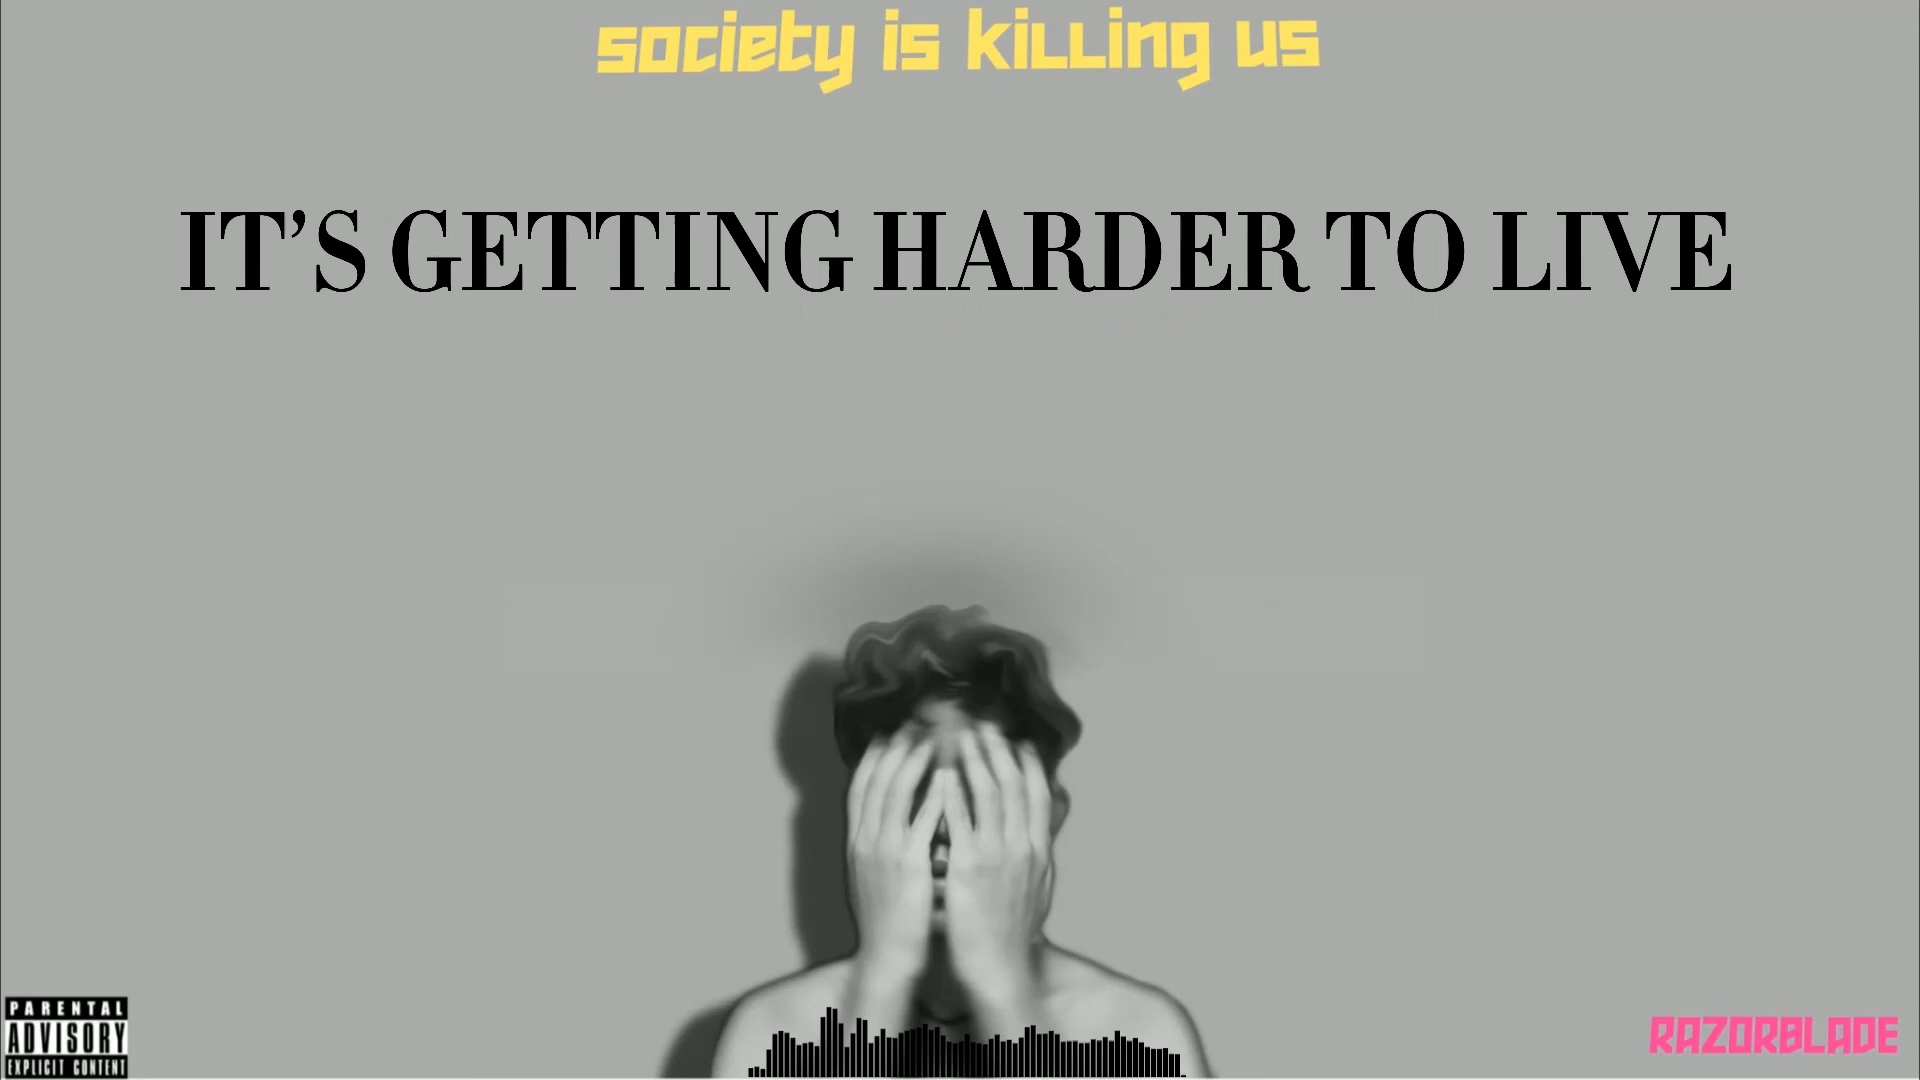 society is killing us
IT’S GETTING HARDER TO LIVE
PARENTAL
ADVISORY
EXPLICIT CONTENT
RAZORBLADE